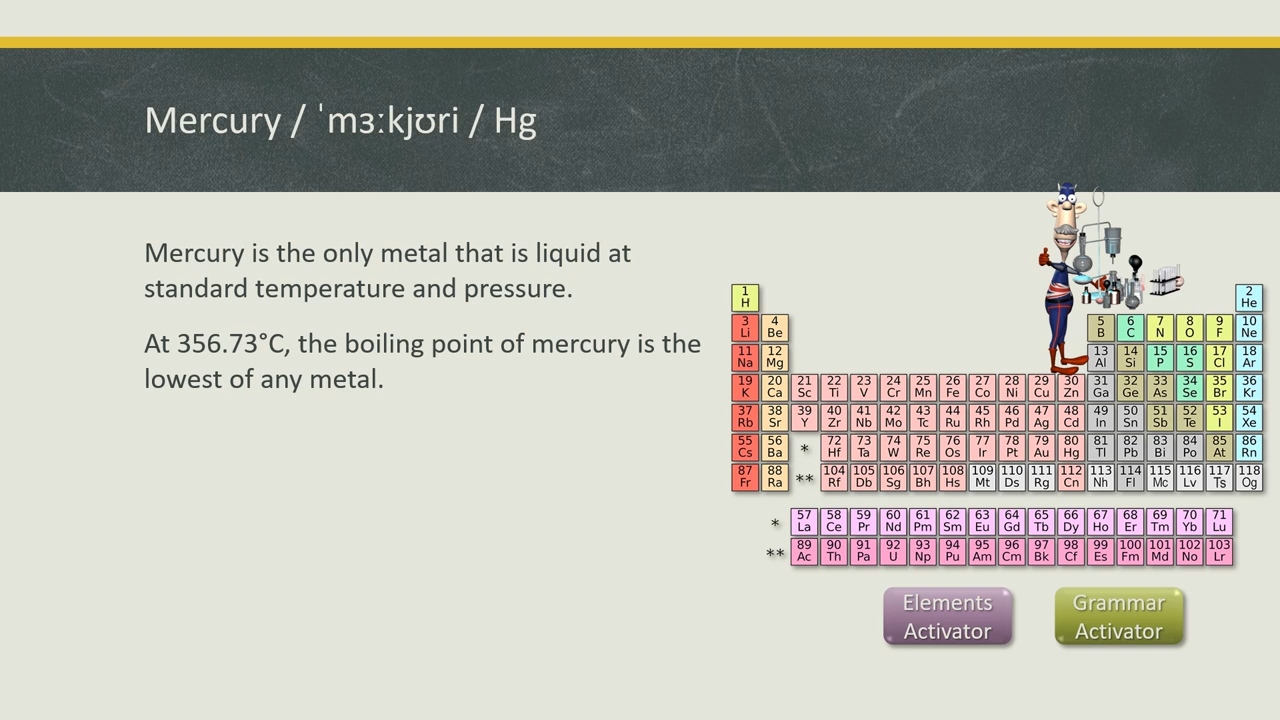 Mercury / ˈmɜːkjʊri / Hg
Mercury is the only metal that is liquid at
standard temperature and pressure.
At 356.73°C, the boiling point of mercury is the
lowest of any metal.
1 2
H He
3 4 5 6 7 8 9 10
Li Be B C N O F Ne
11 12 13 14 15 16 17 18
Na Mg Al Si P S Cl Ar
19 20 21 22 23 24 25 26 27 28 29 30 31 32 33 34 35 36
K Ca Sc Ti V Cr Mn Fe Co Ni Cu Zn Ga Ge As Se Br Kr
37 38 39 40 41 42 43 44 45 46 47 48 49 50 51 52 53 54
Rb Sr Y Zr Nb Mo Tc Ru Rh Pd Ag Cd In Sn Sb Te I Xe
55 56 * 72 73 74 75 76 77 78 79 80 81 82 83 84 85 86
Cs Ba Hf Ta W Re Os Ir Pt Au Hg Tl Pb Bi Po At Rn
87 88 ** 104 105 106 107 108 109 110 111 112 113 114 115 116 117 118
Fr Ra Rf Db Sg Bh Hs Mt Ds Rg Cn Nh Fl Mc Lv Ts Og
* 57 58 59 60 61 62 63 64 65 66 67 68 69 70 71
La Ce Pr Nd Pm Sm Eu Gd Tb Dy Ho Er Tm Yb Lu
** 89 90 91 92 93 94 95 96 97 98 99 100 101 102 103
Ac Th Pa U Np Pu Am Cm Bk Cf Es Fm Md No Lr
Elements
Activator
Grammar
Activator